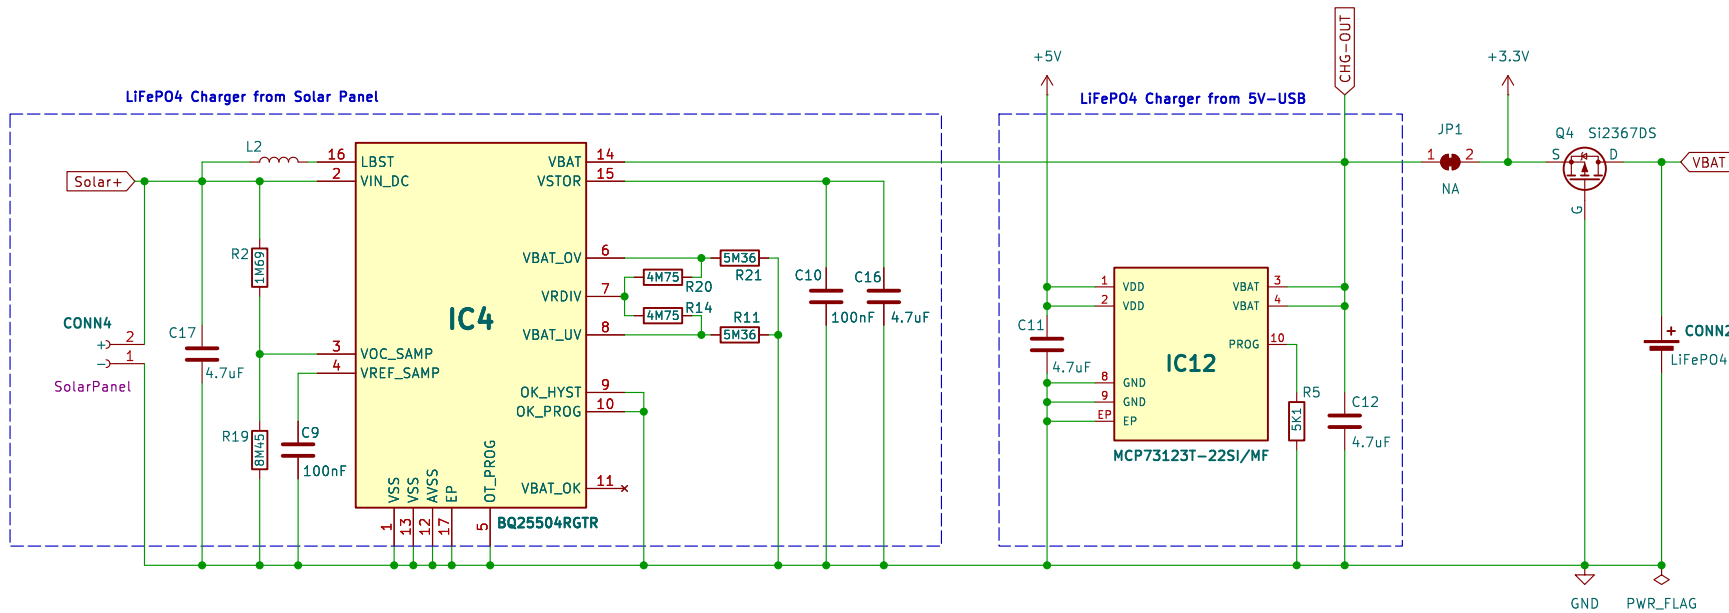 CHG-OUT
+5V
+3.3V
LiFePO4 Charger from Solar Panel
LiFePO4 Charger from 5V-USB
JP1
1
2
NA
Q4 Si2367DS
S
D
G
VBAT
L2
Solar+
16 LBST
2 VIN_DC
3 VOC_SAMP
4 VREF_SAMP
VBAT 14
VSTOR 15
VBAT_OV 6
VRDIV 7
VBAT_UV 8
OK_HYST 9
OK_PROG 10
VBAT_OK 11
IC4
VSS 1
VSS 13
AVSS 12
EP 17
OT_PROG 5
BQ25504RGTR
R2
1M69
R19
8M45
C9
100nF
C17
4.7uF
CONN4
2
+
1
-
SolarPanel
4M75
R20
5M36
R21
4M75
R14
5M36
R11
C10
100nF
C16
4.7uF
C11
4.7uF
1 VDD
2 VDD
8 GND
9 GND
EP EP
VBAT 3
VBAT 4
PROG 10
IC12
MCP73123T-22SI/MF
R5
5K1
C12
4.7uF
+ CONN2
LiFePO4
GND
PWR_FLAG